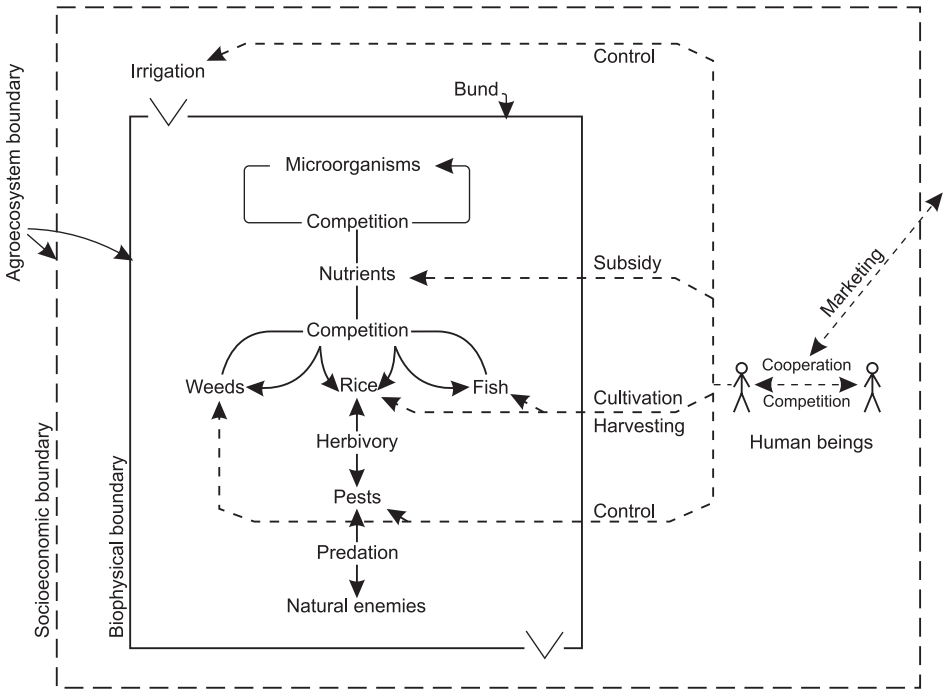 Control
Irrigation
Bund
Agroecosystem boundary
Microorganisms
Competition
Subsidy
Nutrients
Marketing
Competition
Cooperation
Weeds
Rice
Fish
Cultivation
Competition
Harvesting
Herbivory
Human beings
Pests
Control
Predation
Natural enemies
Socioeconomic boundary
Biophysical boundary